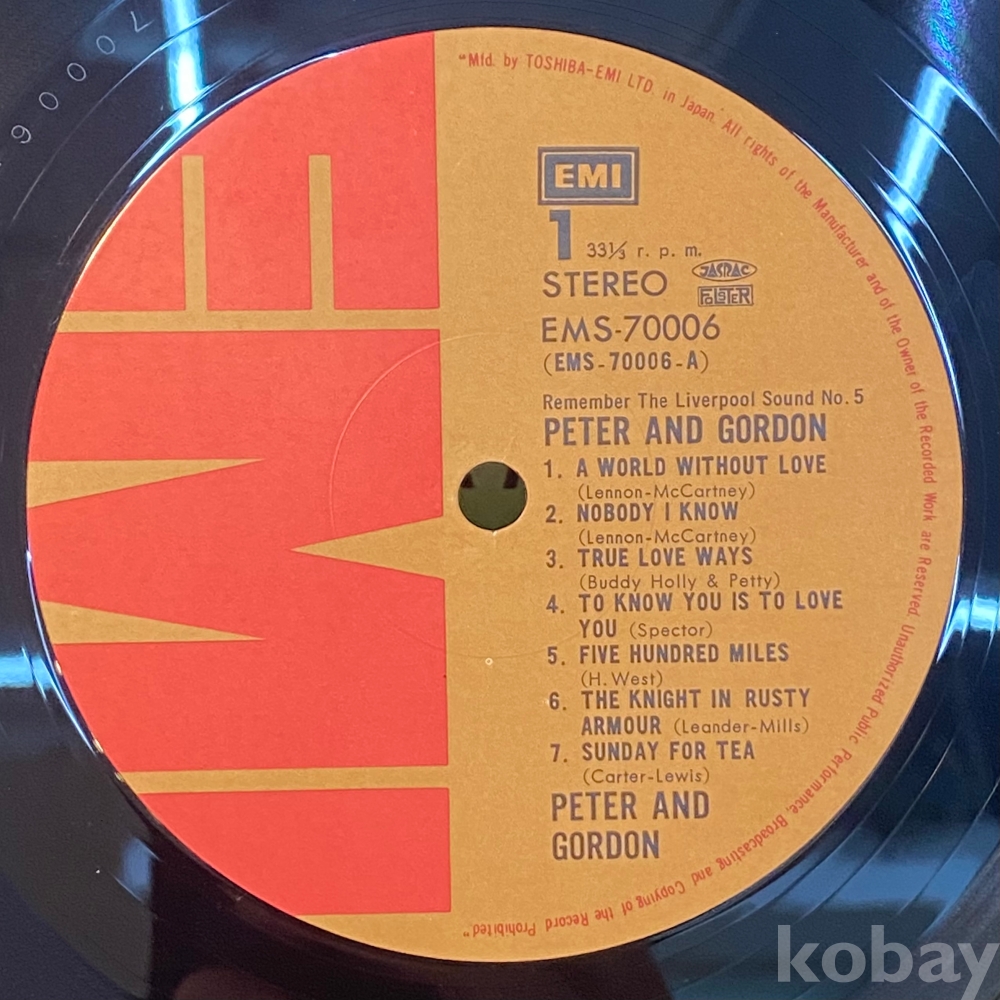 70006
"Mfd. by TOSHIBA-EMI LTD. in Japan. All rights of the Manufacturer and of the Owner of the Recorded Work are Reserved. Unauthorized Public Performance, Broadcasting and Copying of the Record Prohibited."
EMI
EMI
1 33⅓ r. p. m.
STEREO JASRAC
FOLSTER
EMS-70006
(EMS-70006-A)
Remember The Liverpool Sound No. 5
PETER AND GORDON
1. A WORLD WITHOUT LOVE
(Lennon-McCartney)
2. NOBODY I KNOW
(Lennon-McCartney)
3. TRUE LOVE WAYS
(Buddy Holly & Petty)
4. TO KNOW YOU IS TO LOVE
YOU (Spector)
5. FIVE HUNDRED MILES
(H. West)
6. THE KNIGHT IN RUSTY
ARMOUR (Leander-Mills)
7. SUNDAY FOR TEA
(Carter-Lewis)
PETER AND
GORDON
kobay